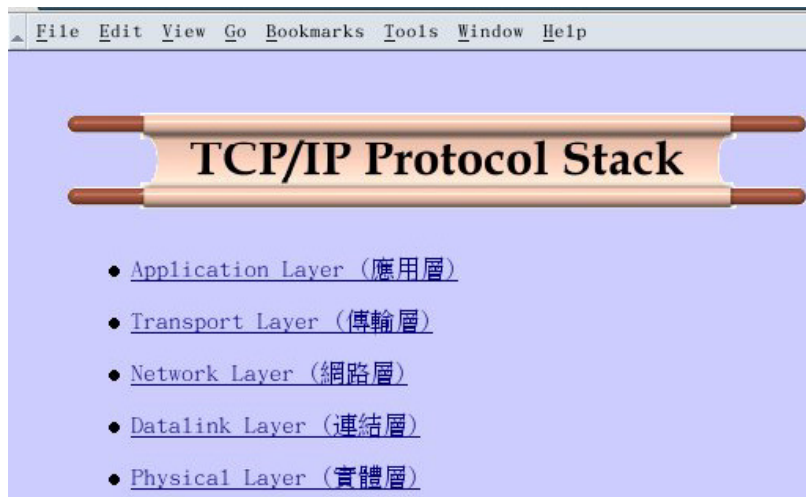 File Edit View Go Bookmarks Tools Window Help
TCP/IP Protocol Stack
Application Layer (應用層)
Transport Layer (傳輸層)
Network Layer (網路層)
Datalink Layer (連結層)
Physical Layer (實體層)